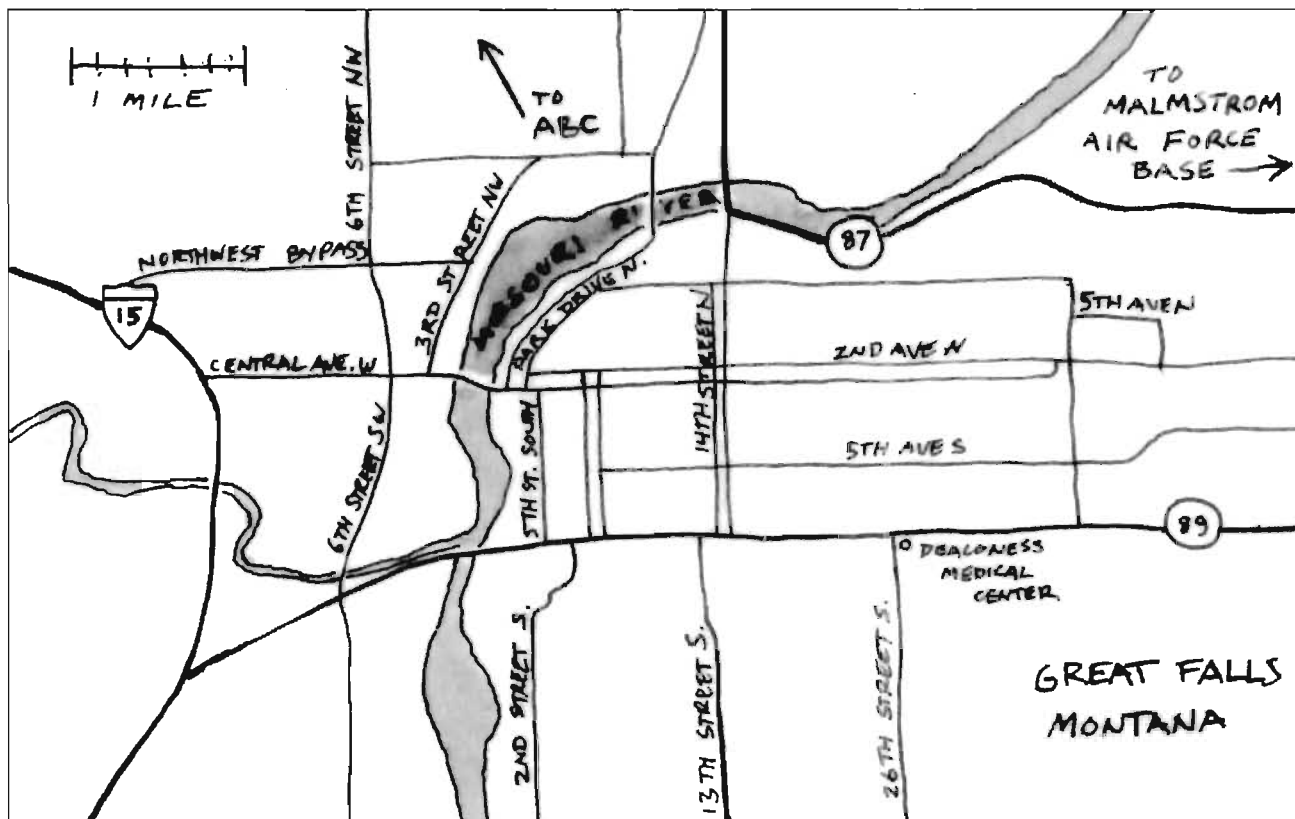 1 MILE
6TH STREET NW
TO
ABC
TO
MALMSTROM
AIR FORCE
BASE
NORTHWEST BYPASS
3RD STREET NW
MISSOURI RIVER
87
15
PARK DRIVE N.
14TH STREET N
5TH AVE N
CENTRAL AVE. W
2ND AVE N
6TH STREET SW
5TH ST. SOUTH
5TH AVE S
89
DEACONESS
MEDICAL
CENTER
2ND STREET S.
13TH STREET S.
26TH STREET S.
GREAT FALLS
MONTANA